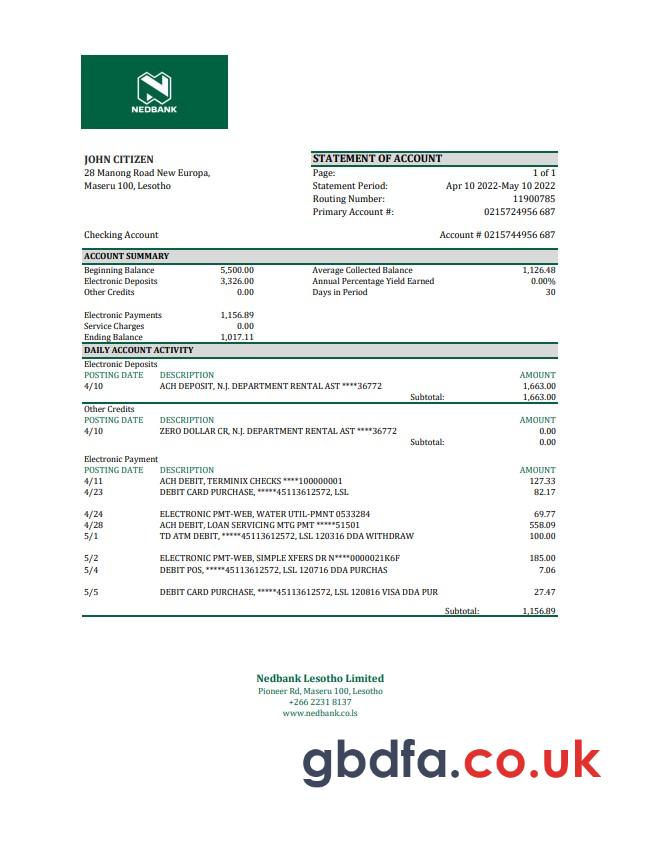 NEDBANK
JOHN CITIZEN
28 Manong Road New Europa,
Maseru 100, Lesotho
STATEMENT OF ACCOUNT
Page: 1 of 1
Statement Period: Apr 10 2022-May 10 2022
Routing Number: 11900785
Primary Account #: 0215724956 687
Checking Account Account # 0215744956 687
ACCOUNT SUMMARY
Beginning Balance 5,500.00 Average Collected Balance 1,126.48
Electronic Deposits 3,326.00 Annual Percentage Yield Earned 0.00%
Other Credits 0.00 Days in Period 30
Electronic Payments 1,156.89
Service Charges 0.00
Ending Balance 1,017.11
DAILY ACCOUNT ACTIVITY
Electronic Deposits
POSTING DATE DESCRIPTION AMOUNT
4/10 ACH DEPOSIT, N.J. DEPARTMENT RENTAL AST ****36772 1,663.00
Subtotal: 1,663.00
Other Credits
POSTING DATE DESCRIPTION AMOUNT
4/10 ZERO DOLLAR CR, N.J. DEPARTMENT RENTAL AST ****36772 0.00
Subtotal: 0.00
Electronic Payment
POSTING DATE DESCRIPTION AMOUNT
4/11 ACH DEBIT, TERMINIX CHECKS ****100000001 127.33
4/23 DEBIT CARD PURCHASE, *****45113612572, LSL 82.17
4/24 ELECTRONIC PMT-WEB, WATER UTIL-PMNT 0533284 69.77
4/28 ACH DEBIT, LOAN SERVICING MTG PMT *****51501 558.09
5/1 TD ATM DEBIT, *****45113612572, LSL 120316 DDA WITHDRAW 100.00
5/2 ELECTRONIC PMT-WEB, SIMPLE XFERS DR N****0000021K6F 185.00
5/4 DEBIT POS, *****45113612572, LSL 120716 DDA PURCHAS 7.06
5/5 DEBIT CARD PURCHASE, *****45113612572, LSL 120816 VISA DDA PUR 27.47
Subtotal: 1,156.89
Nedbank Lesotho Limited
Pioneer Rd, Maseru 100, Lesotho
+266 2231 8137
www.nedbank.co.ls
gbdfa.co.uk